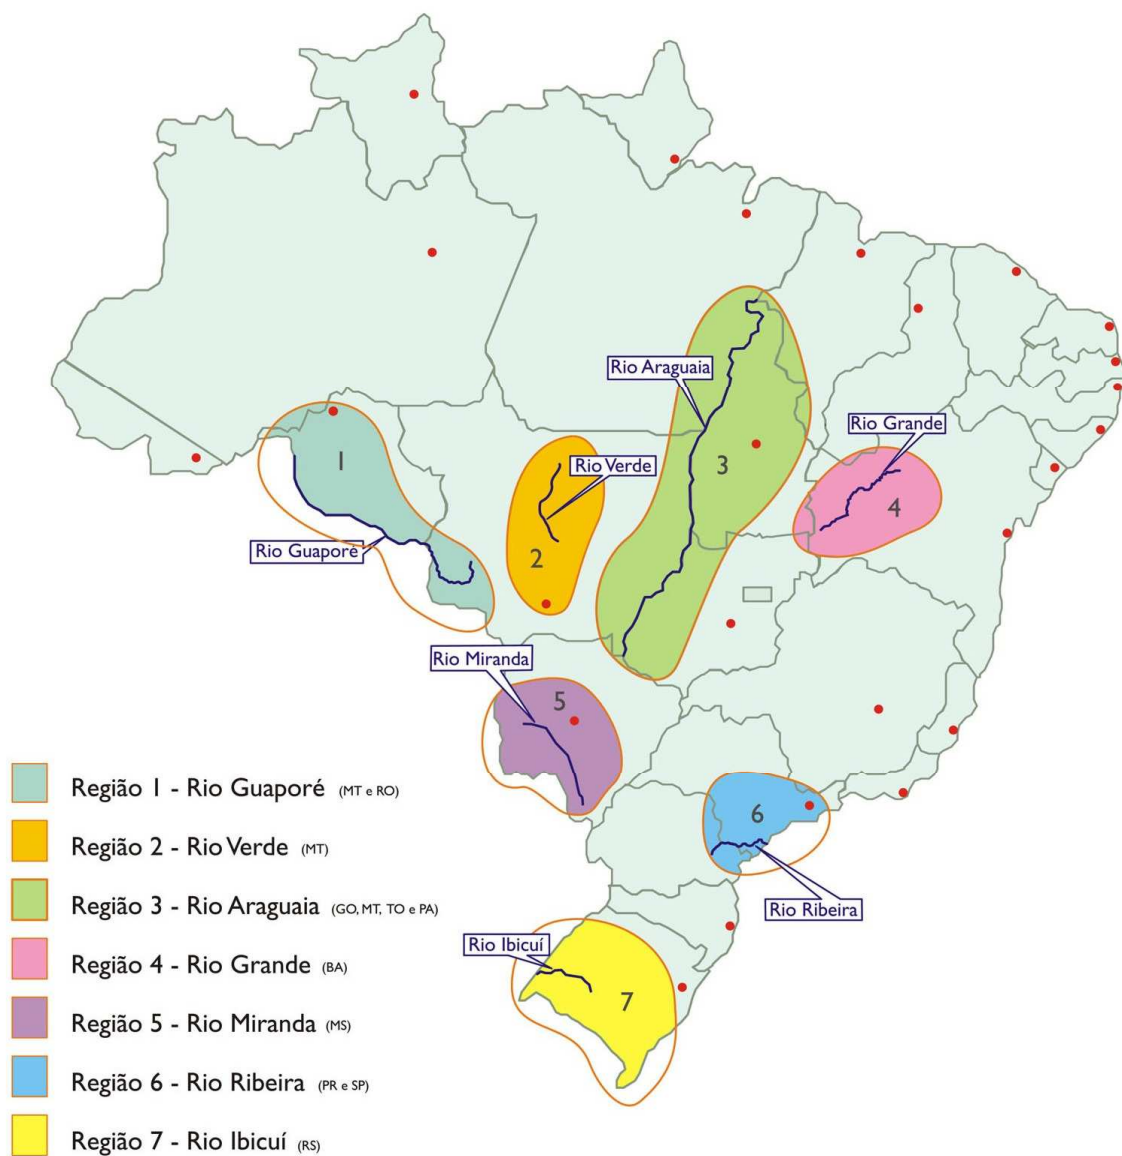 Rio Araguaia
Rio Grande
Rio Verde
1
3
4
Rio Guaporé
2
Rio Miranda
5
6
Rio Ribeira
Rio Ibicuí
7
Região 1 - Rio Guaporé (MT e RO)
Região 2 - Rio Verde (MT)
Região 3 - Rio Araguaia (GO, MT, TO e PA)
Região 4 - Rio Grande (BA)
Região 5 - Rio Miranda (MS)
Região 6 - Rio Ribeira (PR e SP)
Região 7 - Rio Ibicuí (RS)